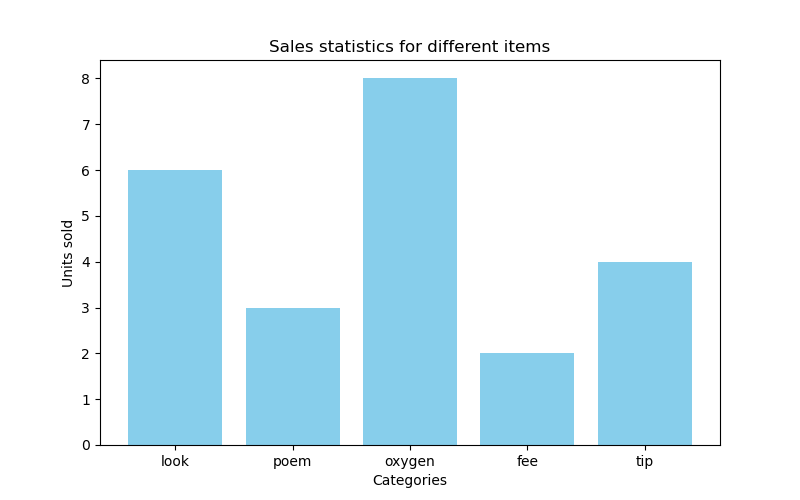 Sales statistics for different items
Units sold
8
7
6
5
4
3
2
1
0
look poem oxygen fee tip
Categories